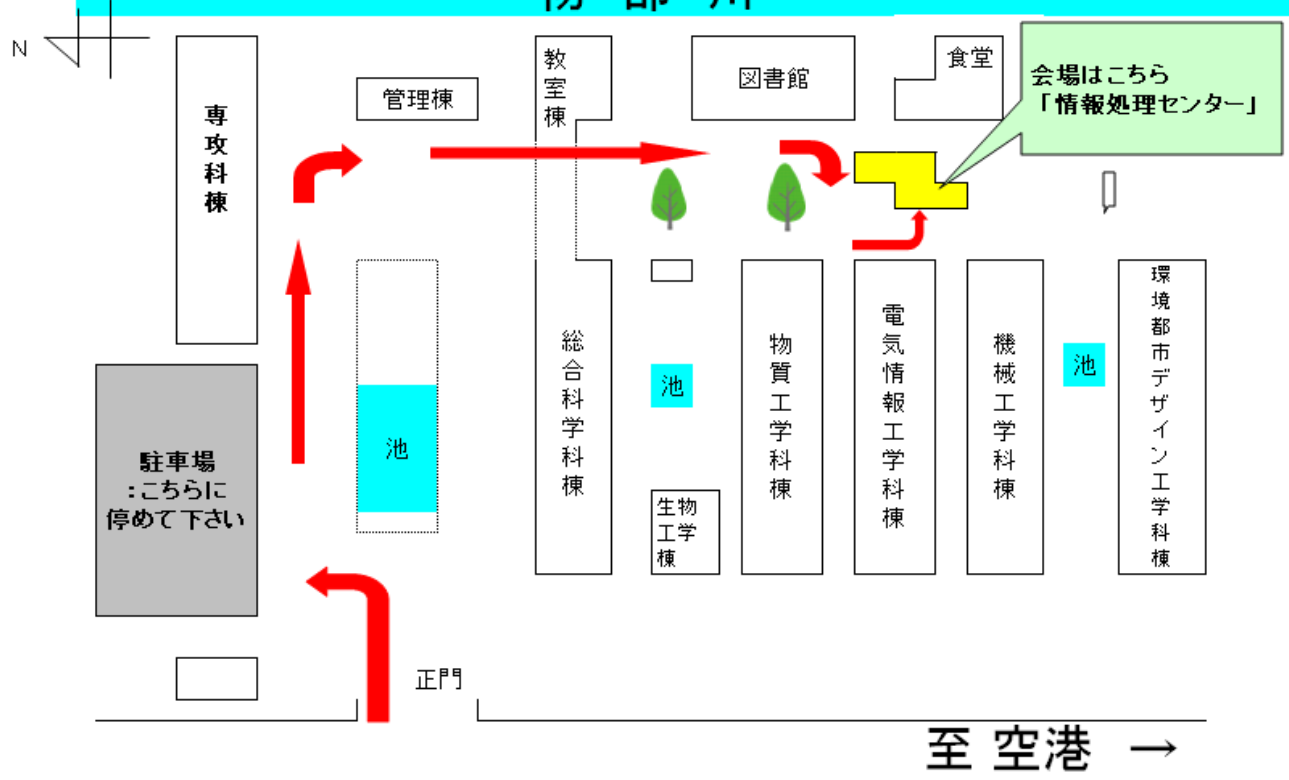 物 部 川
N
専攻科棟
管理棟
教室棟
図書館
食堂
会場はこちら
「情報処理センター」
駐車場
:こちらに
停めて下さい
池
総合科学科棟
池
生物
工学
棟
物質工学科棟
電気情報工学科棟
機械工学科棟
池
環境都市デザイン工学科棟
正門
至 空港 →